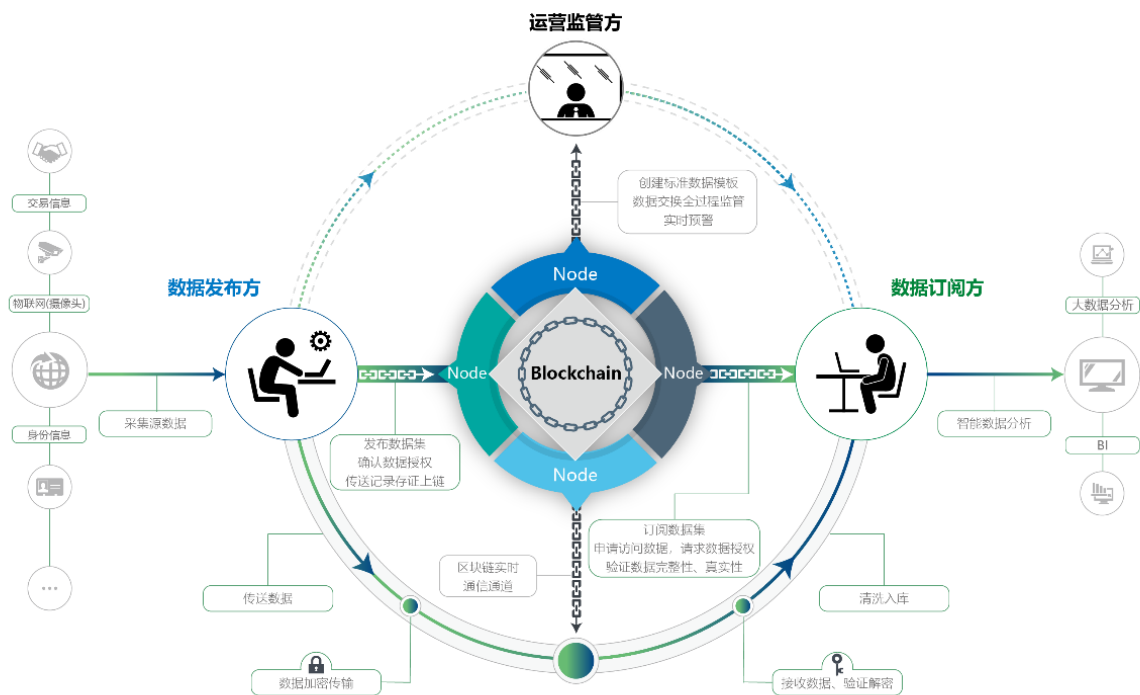 运营监管方
创建标准数据模板
数据交换全过程监管
实时预警
数据发布方
数据订阅方
交易信息
物联网(摄像头)
身份信息
...
采集源数据
Node
Node
Node
Node
Blockchain
发布数据集
确认数据授权
传送记录存证上链
订阅数据集
申请访问数据，请求数据授权
验证数据完整性、真实性
区块链实时
通信通道
大数据分析
智能数据分析
BI
传送数据
清洗入库
数据加密传输
接收数据、验证解密